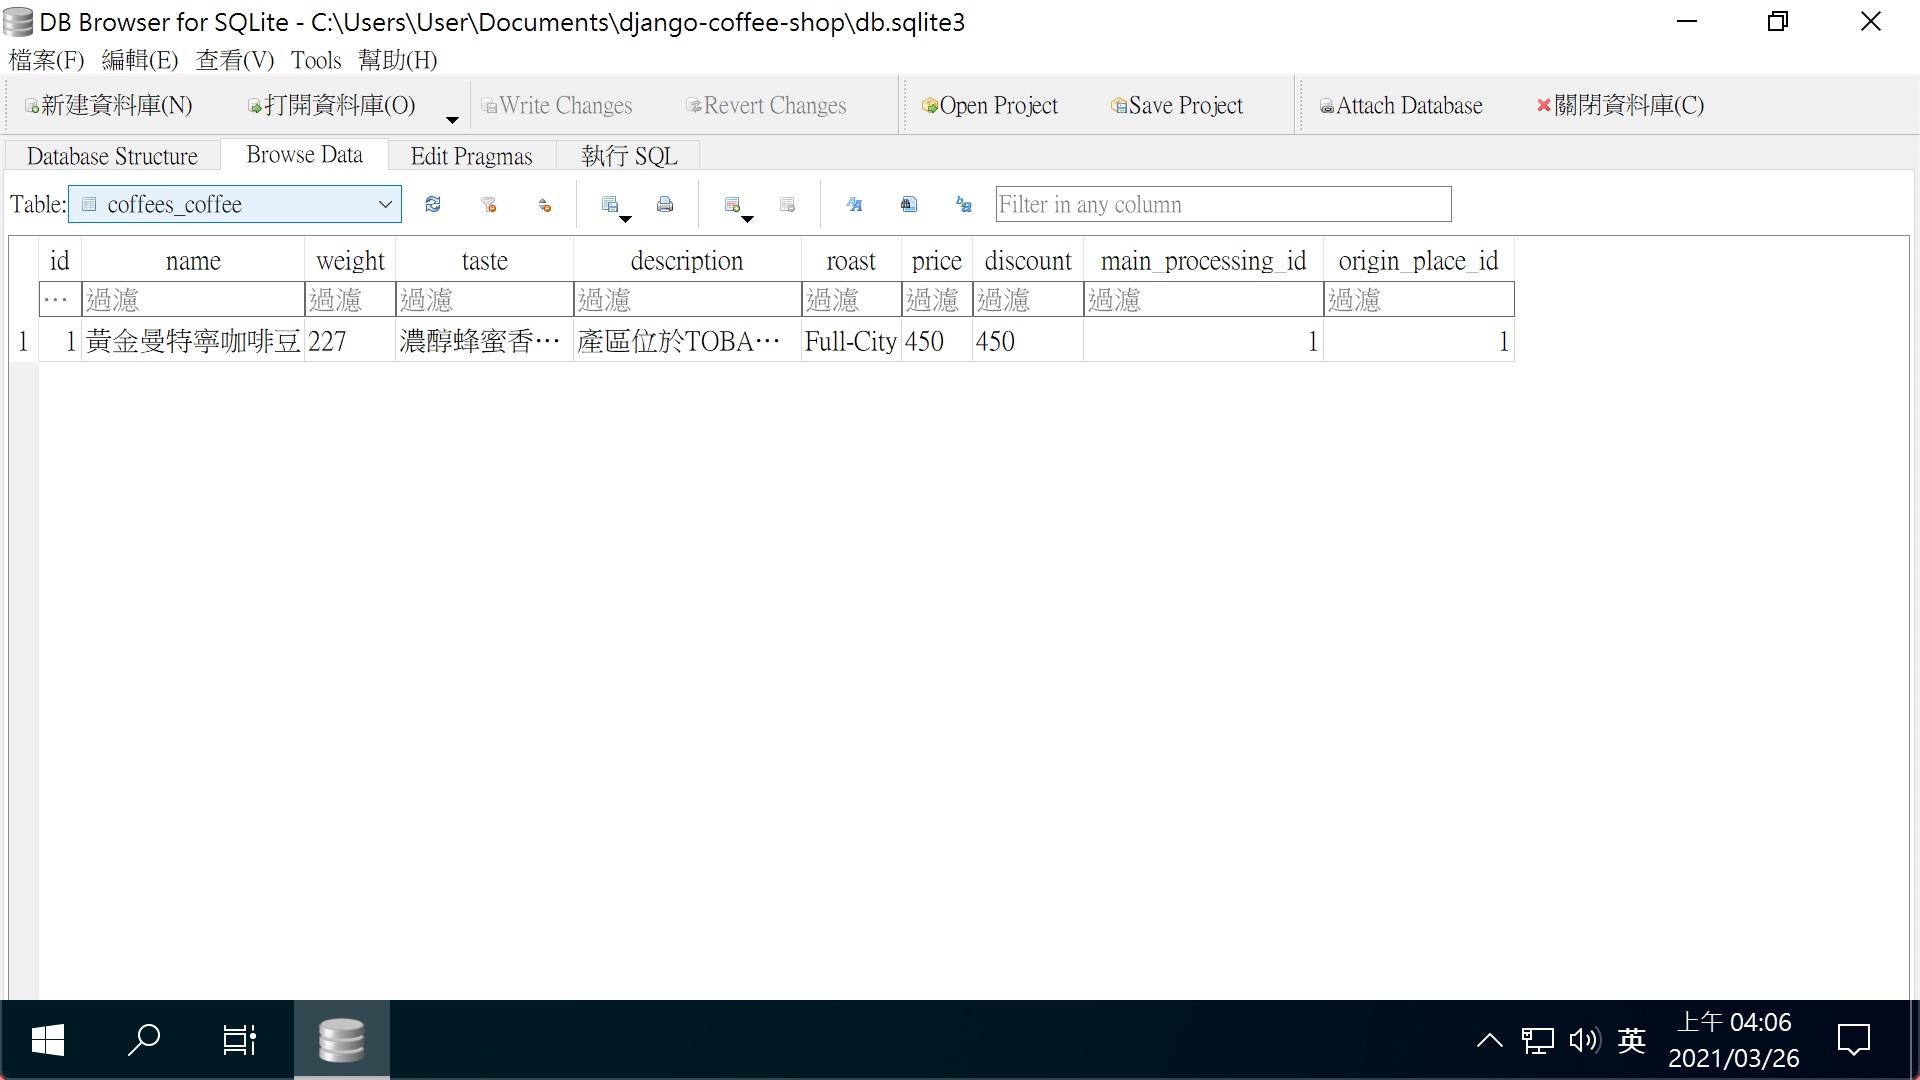 DB Browser for SQLite - C:\Users\User\Documents\django-coffee-shop\db.sqlite3
檔案(F) 編輯(E) 查看(V) Tools 幫助(H)
新建資料庫(N) 打開資料庫(O) Write Changes Revert Changes Open Project Save Project Attach Database 關閉資料庫(C)
Database Structure Browse Data Edit Pragmas 執行 SQL
Table: coffees_coffee Filter in any column
id name weight taste description roast price discount main_processing_id origin_place_id
… 過濾 過濾 過濾 過濾 過濾 過濾 過濾 過濾 過濾
1 1 黃金曼特寧咖啡豆 227 濃醇蜂蜜香… 產區位於TOBA… Full-City 450 450 1 1
英 上午 04:06
2021/03/26